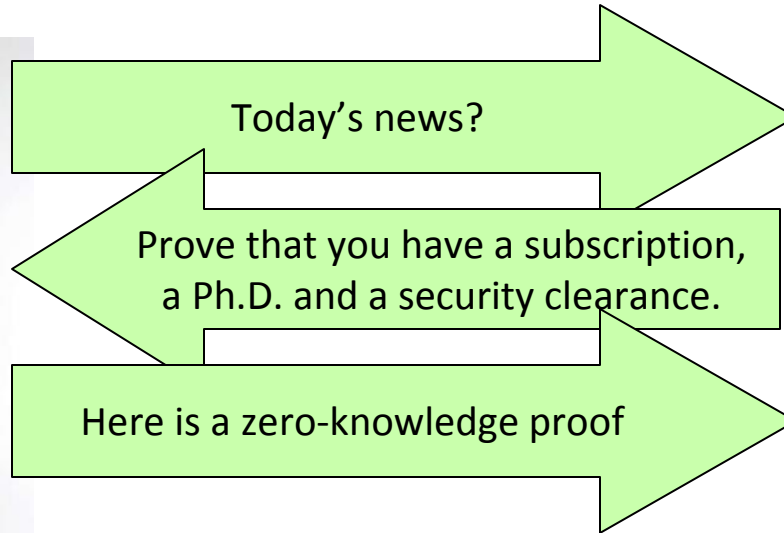 Today’s news?
Prove that you have a subscription,
a Ph.D. and a security clearance.
Here is a zero-knowledge proof